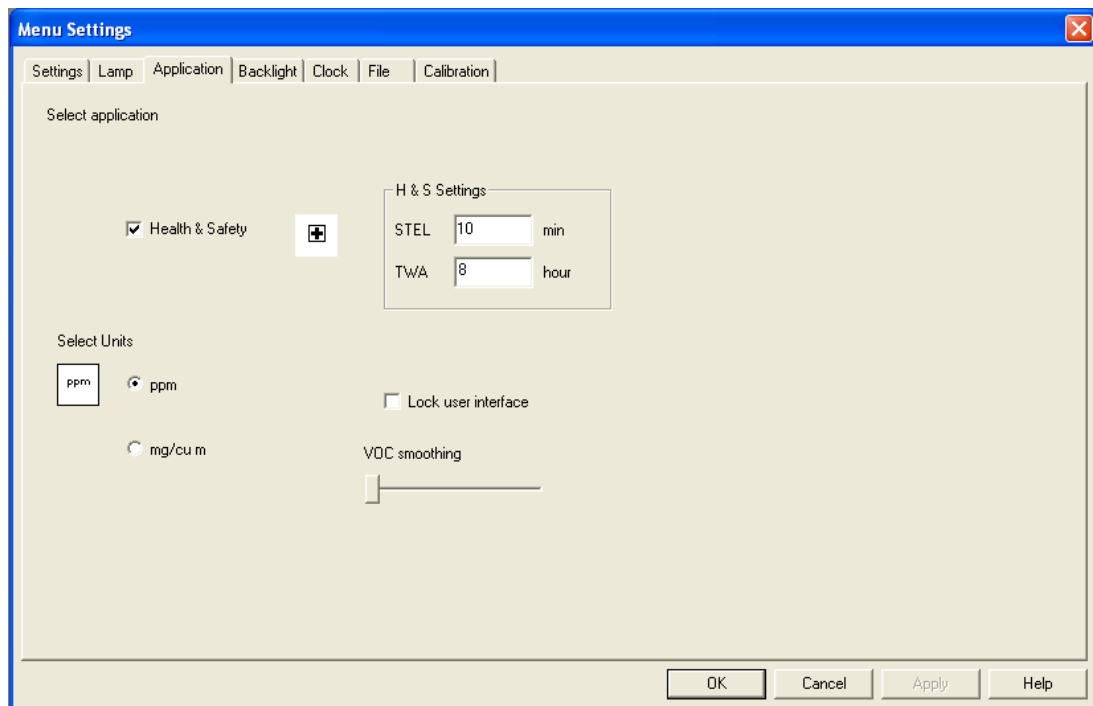 Menu Settings
Settings Lamp Application Backlight Clock File Calibration
Select application
H & S Settings
Health & Safety
STEL 10 min
TWA 8 hour
Select Units
ppm ppm
Lock user interface
mg/cu m
VOC smoothing
OK Cancel Apply Help